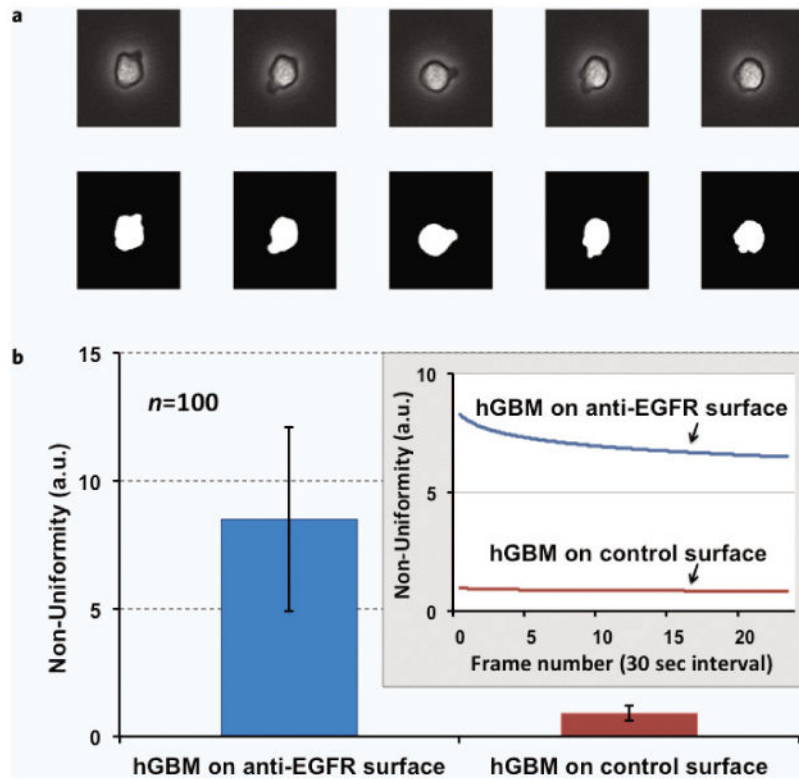 a
b
15
10
5
0
Non-Uniformity (a.u.)
n=100
hGBM on anti-EGFR surface
hGBM on control surface
10
5
0
Non-Uniformity (a.u.)
hGBM on anti-EGFR surface
hGBM on control surface
0 5 10 15 20
Frame number (30 sec interval)